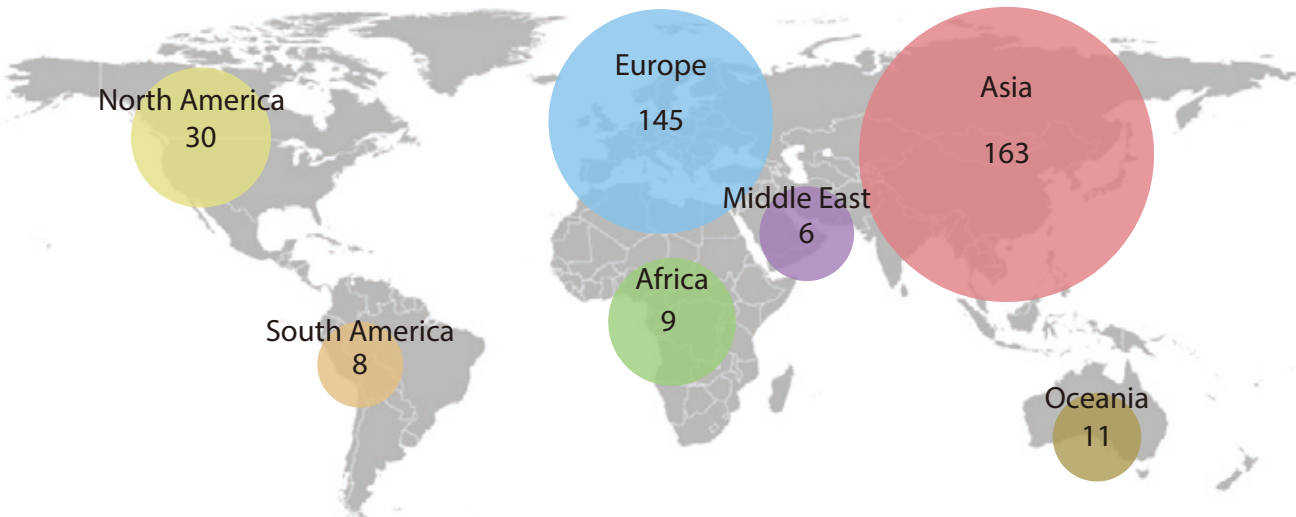 North America
30
Europe
145
Asia
163
Middle East
6
Africa
9
South America
8
Oceania
11